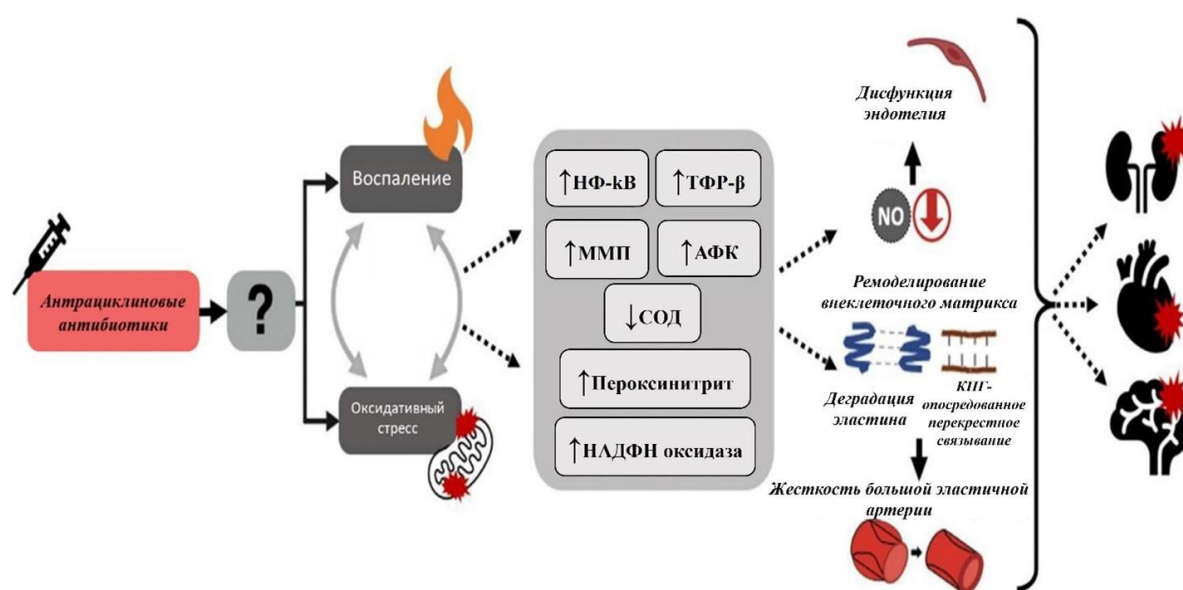 Антрациклиновые
антибиотики
?
Воспаление
Оксидативный
стресс
↑НФ-kB
↑ТФР-β
↑ММП
↑АФК
↓СОД
↑Пероксинитрит
↑НАДФН оксидаза
Дисфункция
эндотелия
NO
Ремоделирование
внеклеточного матрикса
Деградация
эластина
КПГ-
опосредованное
перекрестное
связывание
Жесткость большой эластичной
артерии